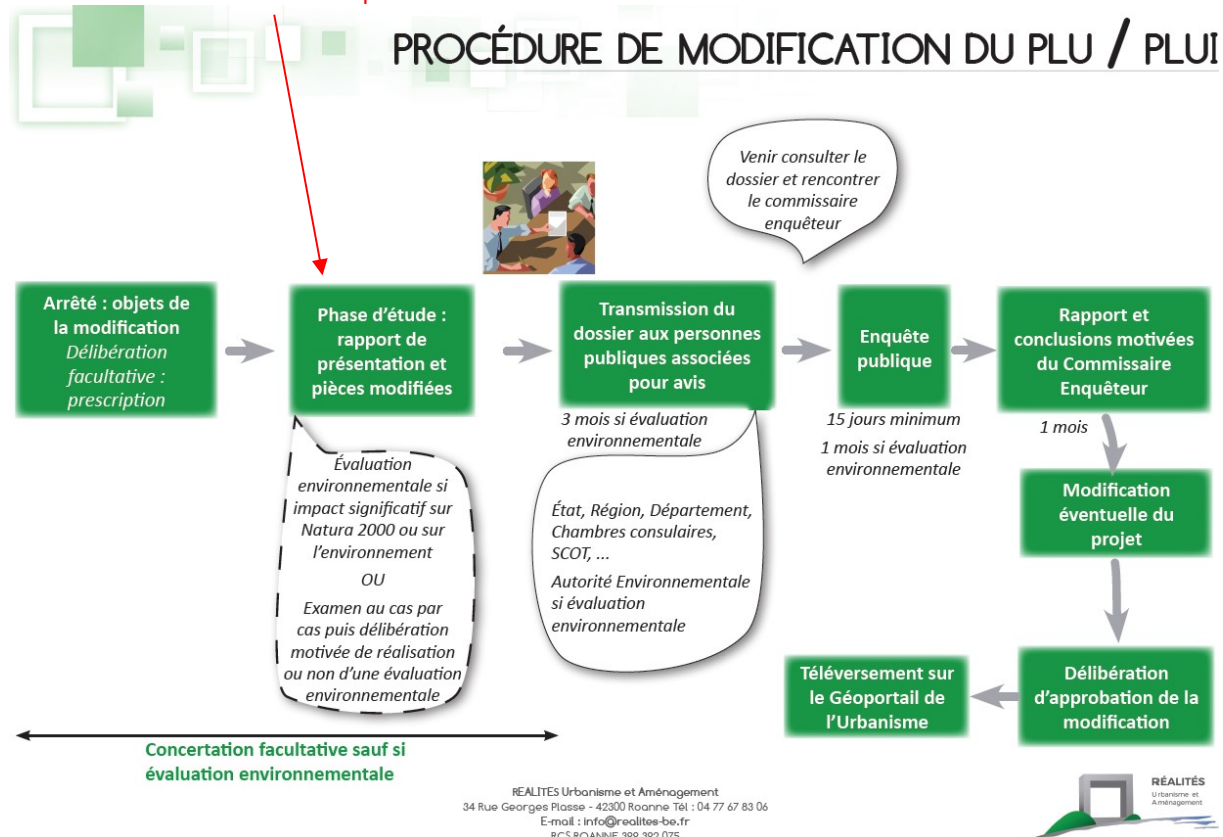 PROCÉDURE DE MODIFICATION DU PLU / PLUI
Venir consulter le
dossier et rencontrer
le commissaire
enquêteur
Arrêté : objets de
la modification
Délibération
facultative :
prescription
Phase d’étude :
rapport de
présentation et
pièces modifiées
Transmission du
dossier aux personnes
publiques associées
pour avis
Enquête
publique
Rapport et
conclusions motivées
du Commissaire
Enquêteur
3 mois si évaluation
environnementale
15 jours minimum
1 mois si évaluation
environnementale
1 mois
Évaluation
environnementale si
impact significatif sur
Natura 2000 ou sur
l’environnement
OU
Examen au cas par
cas puis délibération
motivée de réalisation
ou non d’une évaluation
environnementale
État, Région, Département,
Chambres consulaires,
SCOT, ...
Autorité Environnementale
si évaluation
environnementale
Modification
éventuelle du
projet
Délibération
d’approbation de la
modification
Téléversement sur
le Géoportail de
l’Urbanisme
Concertation facultative sauf si
évaluation environnementale
REALITES Urbanisme et Aménagement
34 Rue Georges Plasse - 42300 Roanne Tél : 04 77 67 83 06
E-mail : info@realites-be.fr
RCS ROANNE 399 392 075
RÉALITÉS
Urbanisme et
Aménagement